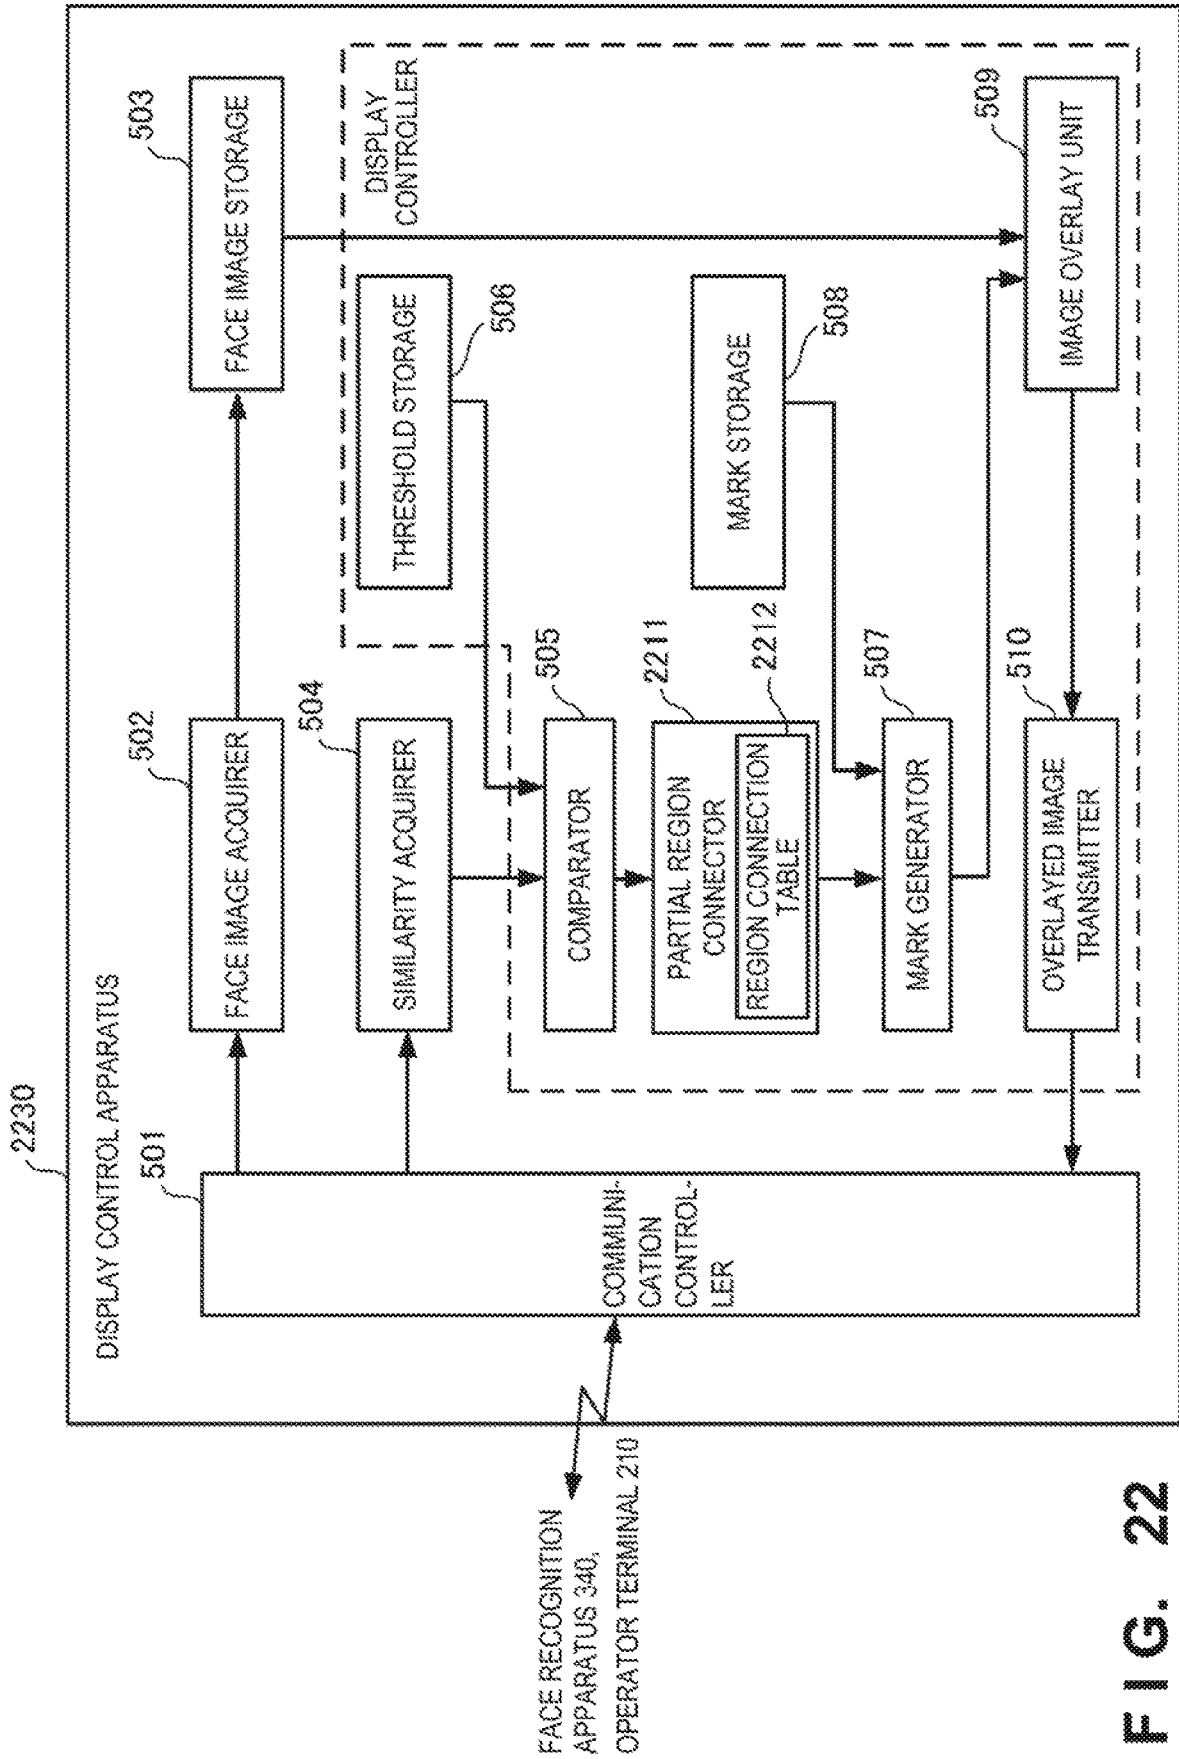 2230
DISPLAY CONTROL APPARATUS
501
COMMUNI-
CATION
CONTROL-
LER
FACE RECOGNITION
APPARATUS 340,
OPERATOR TERMINAL 210
502
FACE IMAGE ACQUIRER
503
FACE IMAGE STORAGE
504
SIMILARITY ACQUIRER
DISPLAY
CONTROLLER
THRESHOLD STORAGE
506
505
COMPARATOR
2211
PARTIAL REGION
CONNECTOR
2212
REGION CONNECTION
TABLE
MARK STORAGE
508
507
MARK GENERATOR
509
IMAGE OVERLAY UNIT
510
OVERLAYED IMAGE
TRANSMITTER
FIG. 22